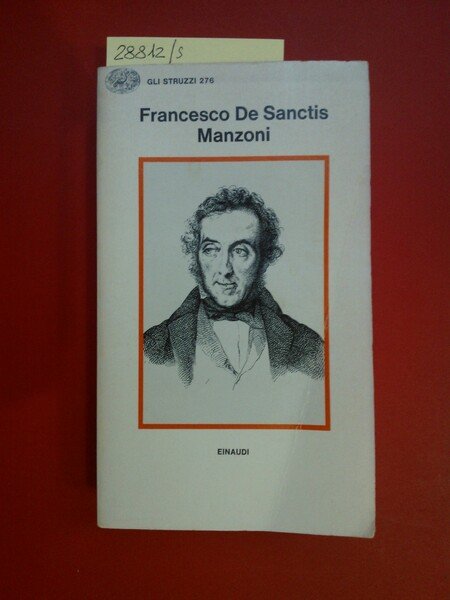 28812/s
GLI STRUZZI 276
Francesco De Sanctis
Manzoni
EINAUDI